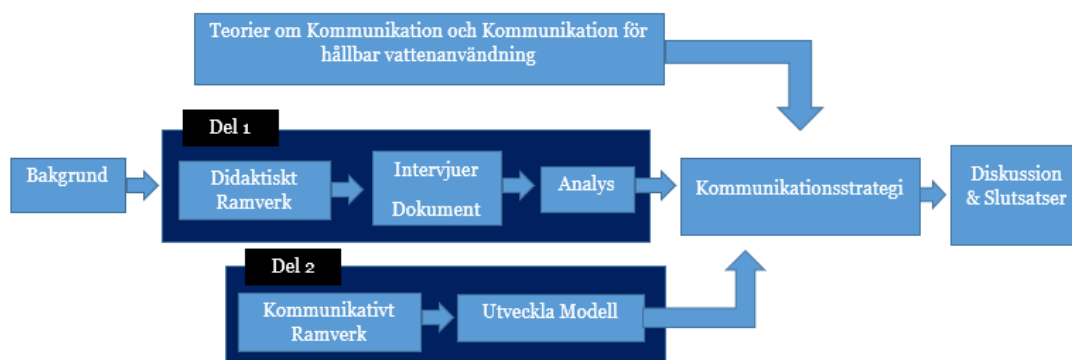 Teorier om Kommunikation och Kommunikation för
hållbar vattenanvändning
Del 1
Bakgrund
Didaktiskt
Ramverk
Intervjuer
Dokument
Analys
Kommunikationsstrategi
Diskussion
& Slutsatser
Del 2
Kommunikativt
Ramverk
Utveckla Modell